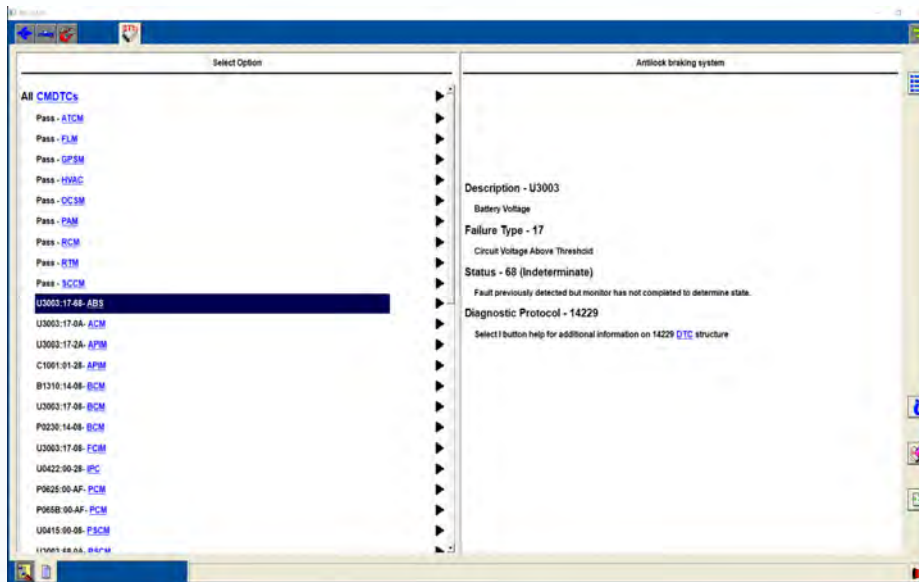 Select Option
All CMDTCs
Pass - ATCM
Pass - FLM
Pass - GPSM
Pass - HVAC
Pass - OCSM
Pass - PAM
Pass - RCM
Pass - RTM
Pass - SCCM
U3003:17-68- ABS
U3003:17-0A- ACM
U3003:17-2A- APIM
C1001:01-28- APIM
B1310:14-08- BCM
U3003:17-08- BCM
P0230:14-08- BCM
U3003:17-08- FCIM
U0422:00-28- IPC
P0625:00-AF- PCM
P065B:00-AF- PCM
U0415:00-08- PSCM
Antilock braking system
Description - U3003
Battery Voltage
Failure Type - 17
Circuit Voltage Above Threshold
Status - 68 (Indeterminate)
Fault previously detected but monitor has not completed to determine state.
Diagnostic Protocol - 14229
Select I button help for additional information on 14229 DTC structure